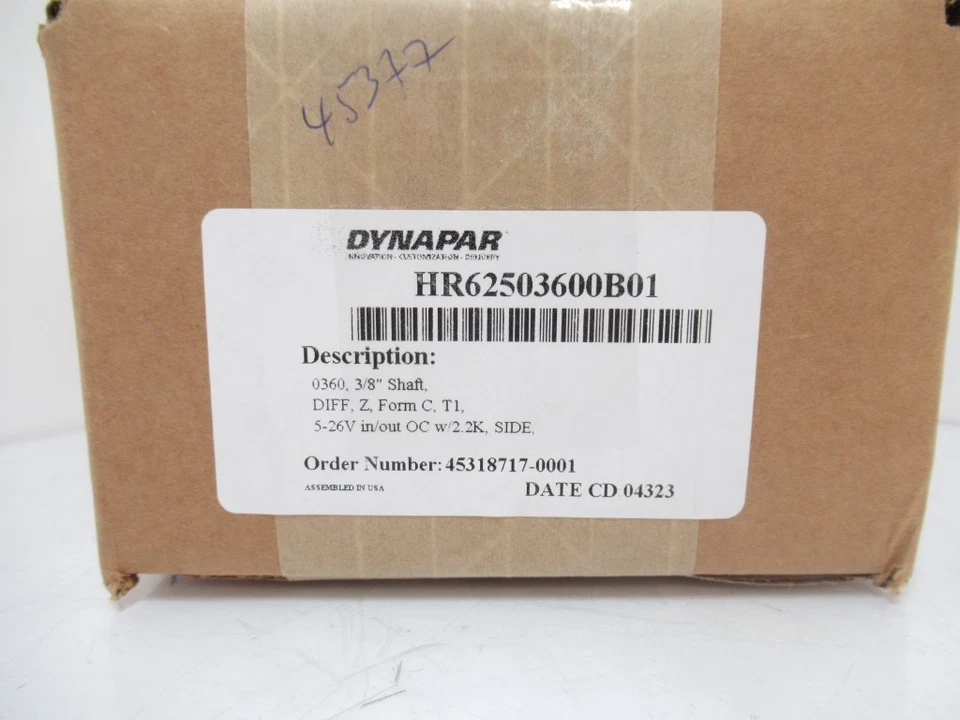 45377
DYNAPAR
INNOVATION - CUSTOMIZATION - DELIVERY
HR62503600B01
Description:
0360, 3/8" Shaft,
DIFF, Z, Form C, T1,
5-26V in/out OC w/2.2K, SIDE,
Order Number: 45318717-0001
ASSEMBLED IN USA
DATE CD 04323